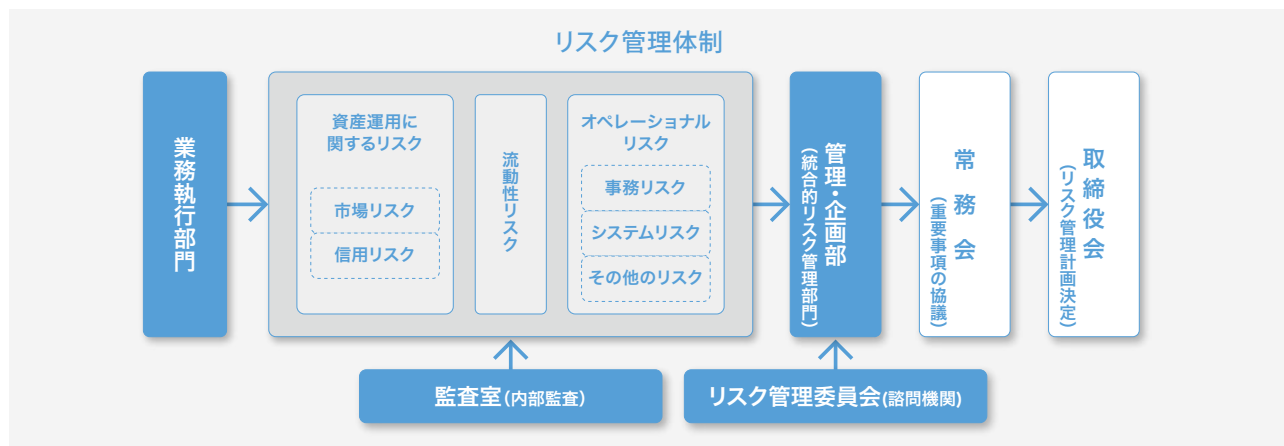 リスク管理体制
業務執行部門
資産運用に
関するリスク
市場リスク
信用リスク
流動性リスク
オペレーショナル
リスク
事務リスク
システムリスク
その他のリスク
管理・企画部
(統合的リスク管理部門)
常務会
(重要事項の協議)
取締役会
(リスク管理計画決定)
監査室(内部監査)
リスク管理委員会(諮問機関)